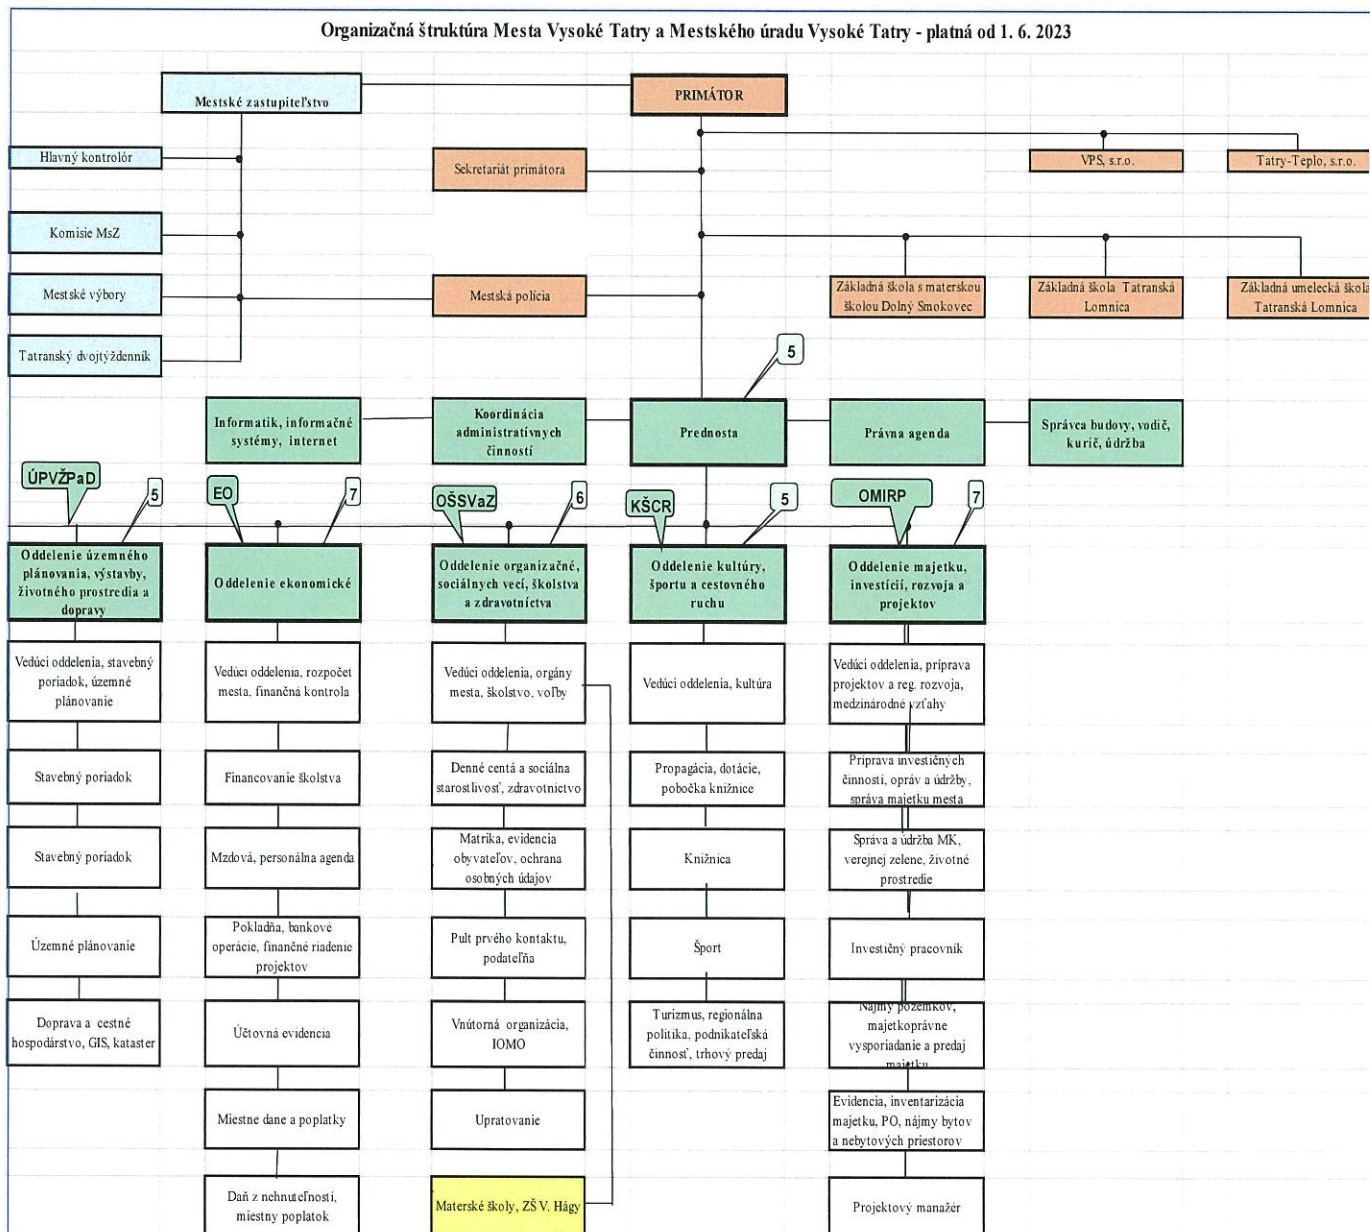 Organizačná štruktúra Mesta Vysoké Tatry a Mestského úradu Vysoké Tatry - platná od 1. 6. 2023
Mestské zastupiteľstvo
PRIMÁTOR
Hlavný kontrolór
Sekretariát primátora
VPS, s.r.o.
Tatry-Teplo, s.r.o.
Komisie MsZ
Mestské výbory
Mestská polícia
Základná škola s materskou
školou Dolný Smokovec
Základná škola Tatranská
Lomnica
Základná umelecká škola
Tatranská Lomnica
Tatranský dvojtýždenník
5
Informatik, informačné
systémy, internet
Koordinácia
administratívnych
činností
Prednosta
Právna agenda
Správca budovy, vodič,
kurič, údržba
ÚPVŽPaD
5
EO
7
OŠSVaZ
6
KŠCR
5
OMIRP
7
Oddelenie územného
plánovania, výstavby,
životného prostredia a
dopravy
Oddelenie ekonomické
Oddelenie organizačné,
sociálnych vecí, školstva
a zdravotníctva
Oddelenie kultúry,
športu a cestovného
ruchu
Oddelenie majetku,
investícií, rozvoja a
projektov
Vedúci oddelenia, stavebný
poriadok, územné
plánovanie
Vedúci oddelenia, rozpočet
mesta, finančná kontrola
Vedúci oddelenia, orgány
mesta, školstvo, voľby
Vedúci oddelenia, kultúra
Vedúci oddelenia, príprava
projektov a reg. rozvoja,
medzinárodné vzťahy
Stavebný poriadok
Financovanie školstva
Denné centá a sociálna
starostlivosť, zdravotnictvo
Propagácia, dotácie,
pobočka knižnice
Príprava investičných
činností, opráv a údržby,
správa majetku mesta
Stavebný poriadok
Mzdová, personálna agenda
Matrika, evidencia
obyvateľov, ochrana
osobných údajov
Knižnica
Správa a údržba MK,
verejnej zelene, životné
prostredie
Územné plánovanie
Pokladňa, bankové
operácie, finančné riadenie
projektov
Pult prvého kontaktu,
podateľňa
Šport
Investičný pracovník
Doprava a cestné
hospodárstvo, GIS, kataster
Účtovná evidencia
Vnútorná organizácia,
IOMO
Turizmus, regionálna
politika, podnikateľská
činnosť, trhový predaj
Nájmy pozemkov,
majetkoprávne
vysporiadanie a predaj
majetku
Miestne dane a poplatky
Upratovanie
Evidencia, inventarizácia
majetku, PO, nájmy bytov
a nebytových priestorov
Daň z nehnuteľností,
miestny poplatok
Materské školy, ZŠ V. Hágy
Projektový manažér